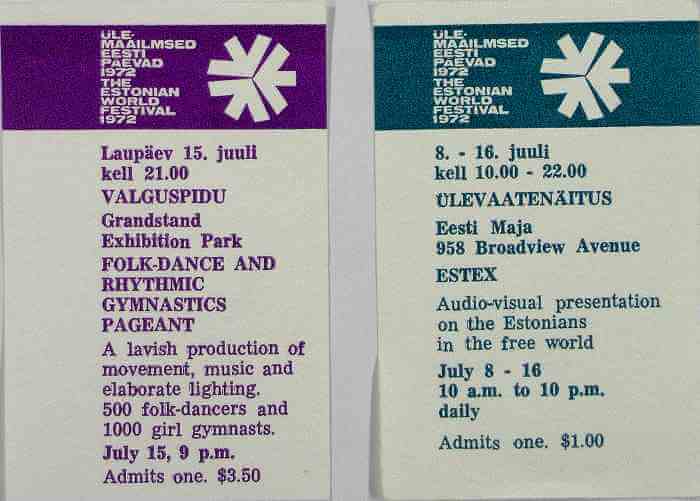 ÜLE-
MAAILMSED
EESTI
PÄEVAD
1972
THE
ESTONIAN
WORLD
FESTIVAL
1972
Laupäev 15. juuli
kell 21.00
VALGUSPIDU
Grandstand
Exhibition Park
FOLK-DANCE AND
RHYTHMIC
GYMNASTICS
PAGEANT
A lavish production of
movement, music and
elaborate lighting.
500 folk-dancers and
1000 girl gymnasts.
July 15, 9 p.m.
Admits one. $3.50
ÜLE-
MAAILMSED
EESTI
PÄEVAD
1972
THE
ESTONIAN
WORLD
FESTIVAL
1972
8. - 16. juuli
kell 10.00 - 22.00
ÜLEVAATENÄITUS
Eesti Maja
958 Broadview Avenue
ESTEX
Audio-visual presentation
on the Estonians
in the free world
July 8 - 16
10 a.m. to 10 p.m.
daily
Admits one. $1.00